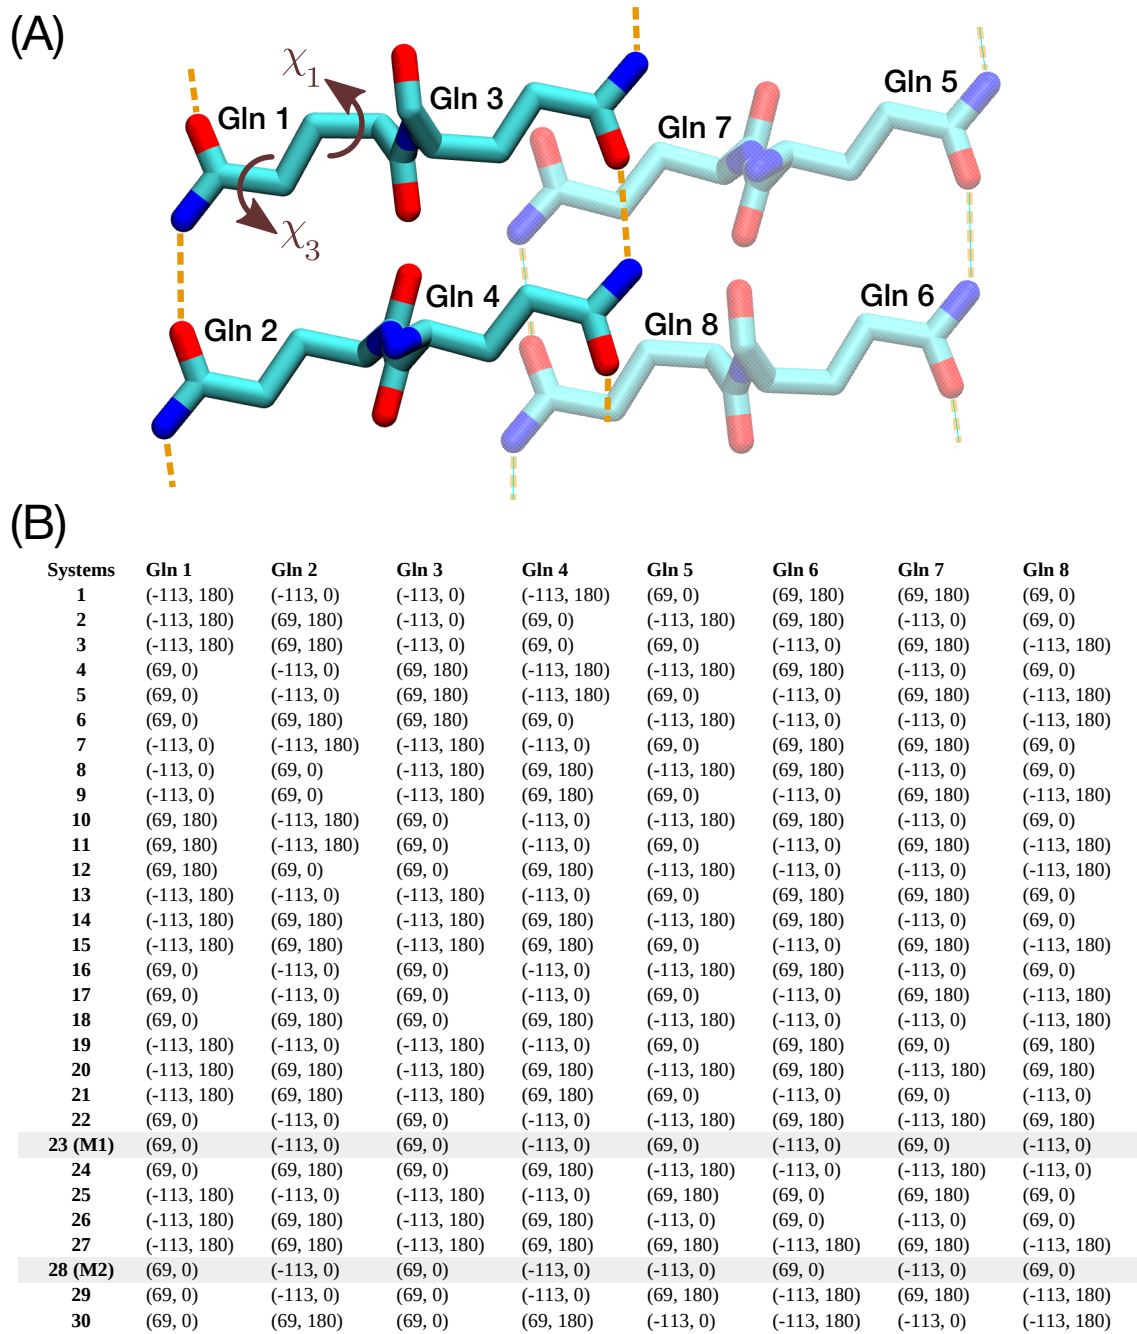 (A)
χ1
Gln 1
Gln 3
Gln 5
Gln 7
χ3
Gln 2
Gln 4
Gln 6
Gln 8
(B)
Systems Gln 1 Gln 2 Gln 3 Gln 4 Gln 5 Gln 6 Gln 7 Gln 8
1 (-113, 180) (-113, 0) (-113, 0) (-113, 180) (69, 0) (69, 180) (69, 180) (69, 0)
2 (-113, 180) (69, 180) (-113, 0) (69, 0) (-113, 180) (69, 180) (-113, 0) (69, 0)
3 (-113, 180) (69, 180) (-113, 0) (69, 0) (69, 0) (-113, 0) (69, 180) (-113, 180)
4 (69, 0) (-113, 0) (69, 180) (-113, 180) (-113, 180) (69, 180) (-113, 0) (69, 0)
5 (69, 0) (-113, 0) (69, 180) (-113, 180) (69, 0) (-113, 0) (69, 180) (-113, 180)
6 (69, 0) (69, 180) (69, 180) (69, 0) (-113, 180) (-113, 0) (-113, 0) (-113, 180)
7 (-113, 0) (-113, 180) (-113, 180) (-113, 0) (69, 0) (69, 180) (69, 180) (69, 0)
8 (-113, 0) (69, 0) (-113, 180) (69, 180) (-113, 180) (69, 180) (-113, 0) (69, 0)
9 (-113, 0) (69, 0) (-113, 180) (69, 180) (69, 0) (-113, 0) (69, 180) (-113, 180)
10 (69, 180) (-113, 180) (69, 0) (-113, 0) (-113, 180) (69, 180) (-113, 0) (69, 0)
11 (69, 180) (-113, 180) (69, 0) (-113, 0) (69, 0) (-113, 0) (69, 180) (-113, 180)
12 (69, 180) (69, 0) (69, 0) (69, 180) (-113, 180) (-113, 0) (-113, 0) (-113, 180)
13 (-113, 180) (-113, 0) (-113, 180) (-113, 0) (69, 0) (69, 180) (69, 180) (69, 0)
14 (-113, 180) (69, 180) (-113, 180) (69, 180) (-113, 180) (69, 180) (-113, 0) (69, 0)
15 (-113, 180) (69, 180) (-113, 180) (69, 180) (69, 0) (-113, 0) (69, 180) (-113, 180)
16 (69, 0) (-113, 0) (69, 0) (-113, 0) (-113, 180) (69, 180) (-113, 0) (69, 0)
17 (69, 0) (-113, 0) (69, 0) (-113, 0) (69, 0) (-113, 0) (69, 180) (-113, 180)
18 (69, 0) (69, 180) (69, 0) (69, 180) (-113, 180) (-113, 0) (-113, 0) (-113, 180)
19 (-113, 180) (-113, 0) (-113, 180) (-113, 0) (69, 0) (69, 180) (69, 0) (69, 180)
20 (-113, 180) (69, 180) (-113, 180) (69, 180) (-113, 180) (69, 180) (-113, 180) (69, 180)
21 (-113, 180) (69, 180) (-113, 180) (69, 180) (69, 0) (-113, 0) (69, 0) (-113, 0)
22 (69, 0) (-113, 0) (69, 0) (-113, 0) (-113, 180) (69, 180) (-113, 180) (69, 180)
23 (M1) (69, 0) (-113, 0) (69, 0) (-113, 0) (69, 0) (-113, 0) (69, 0) (-113, 0)
24 (69, 0) (69, 180) (69, 0) (69, 180) (-113, 180) (-113, 0) (-113, 180) (-113, 0)
25 (-113, 180) (-113, 0) (-113, 180) (-113, 0) (69, 180) (69, 0) (69, 180) (69, 0)
26 (-113, 180) (69, 180) (-113, 180) (69, 180) (-113, 0) (69, 0) (-113, 0) (69, 0)
27 (-113, 180) (69, 180) (-113, 180) (69, 180) (69, 180) (-113, 180) (69, 180) (-113, 180)
28 (M2) (69, 0) (-113, 0) (69, 0) (-113, 0) (-113, 0) (69, 0) (-113, 0) (69, 0)
29 (69, 0) (-113, 0) (69, 0) (-113, 0) (69, 180) (-113, 180) (69, 180) (-113, 180)
30 (69, 0) (69, 180) (69, 0) (69, 180) (-113, 0) (-113, 180) (-113, 0) (-113, 180)